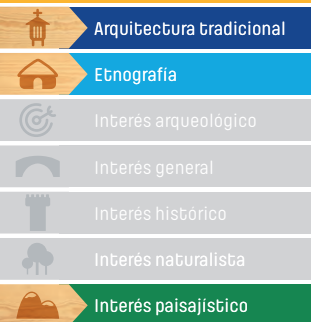 Arquitectura tradicional
Etnografía
Interés arqueológico
Interés general
Interés histórico
Interés naturalista
Interés paisajístico